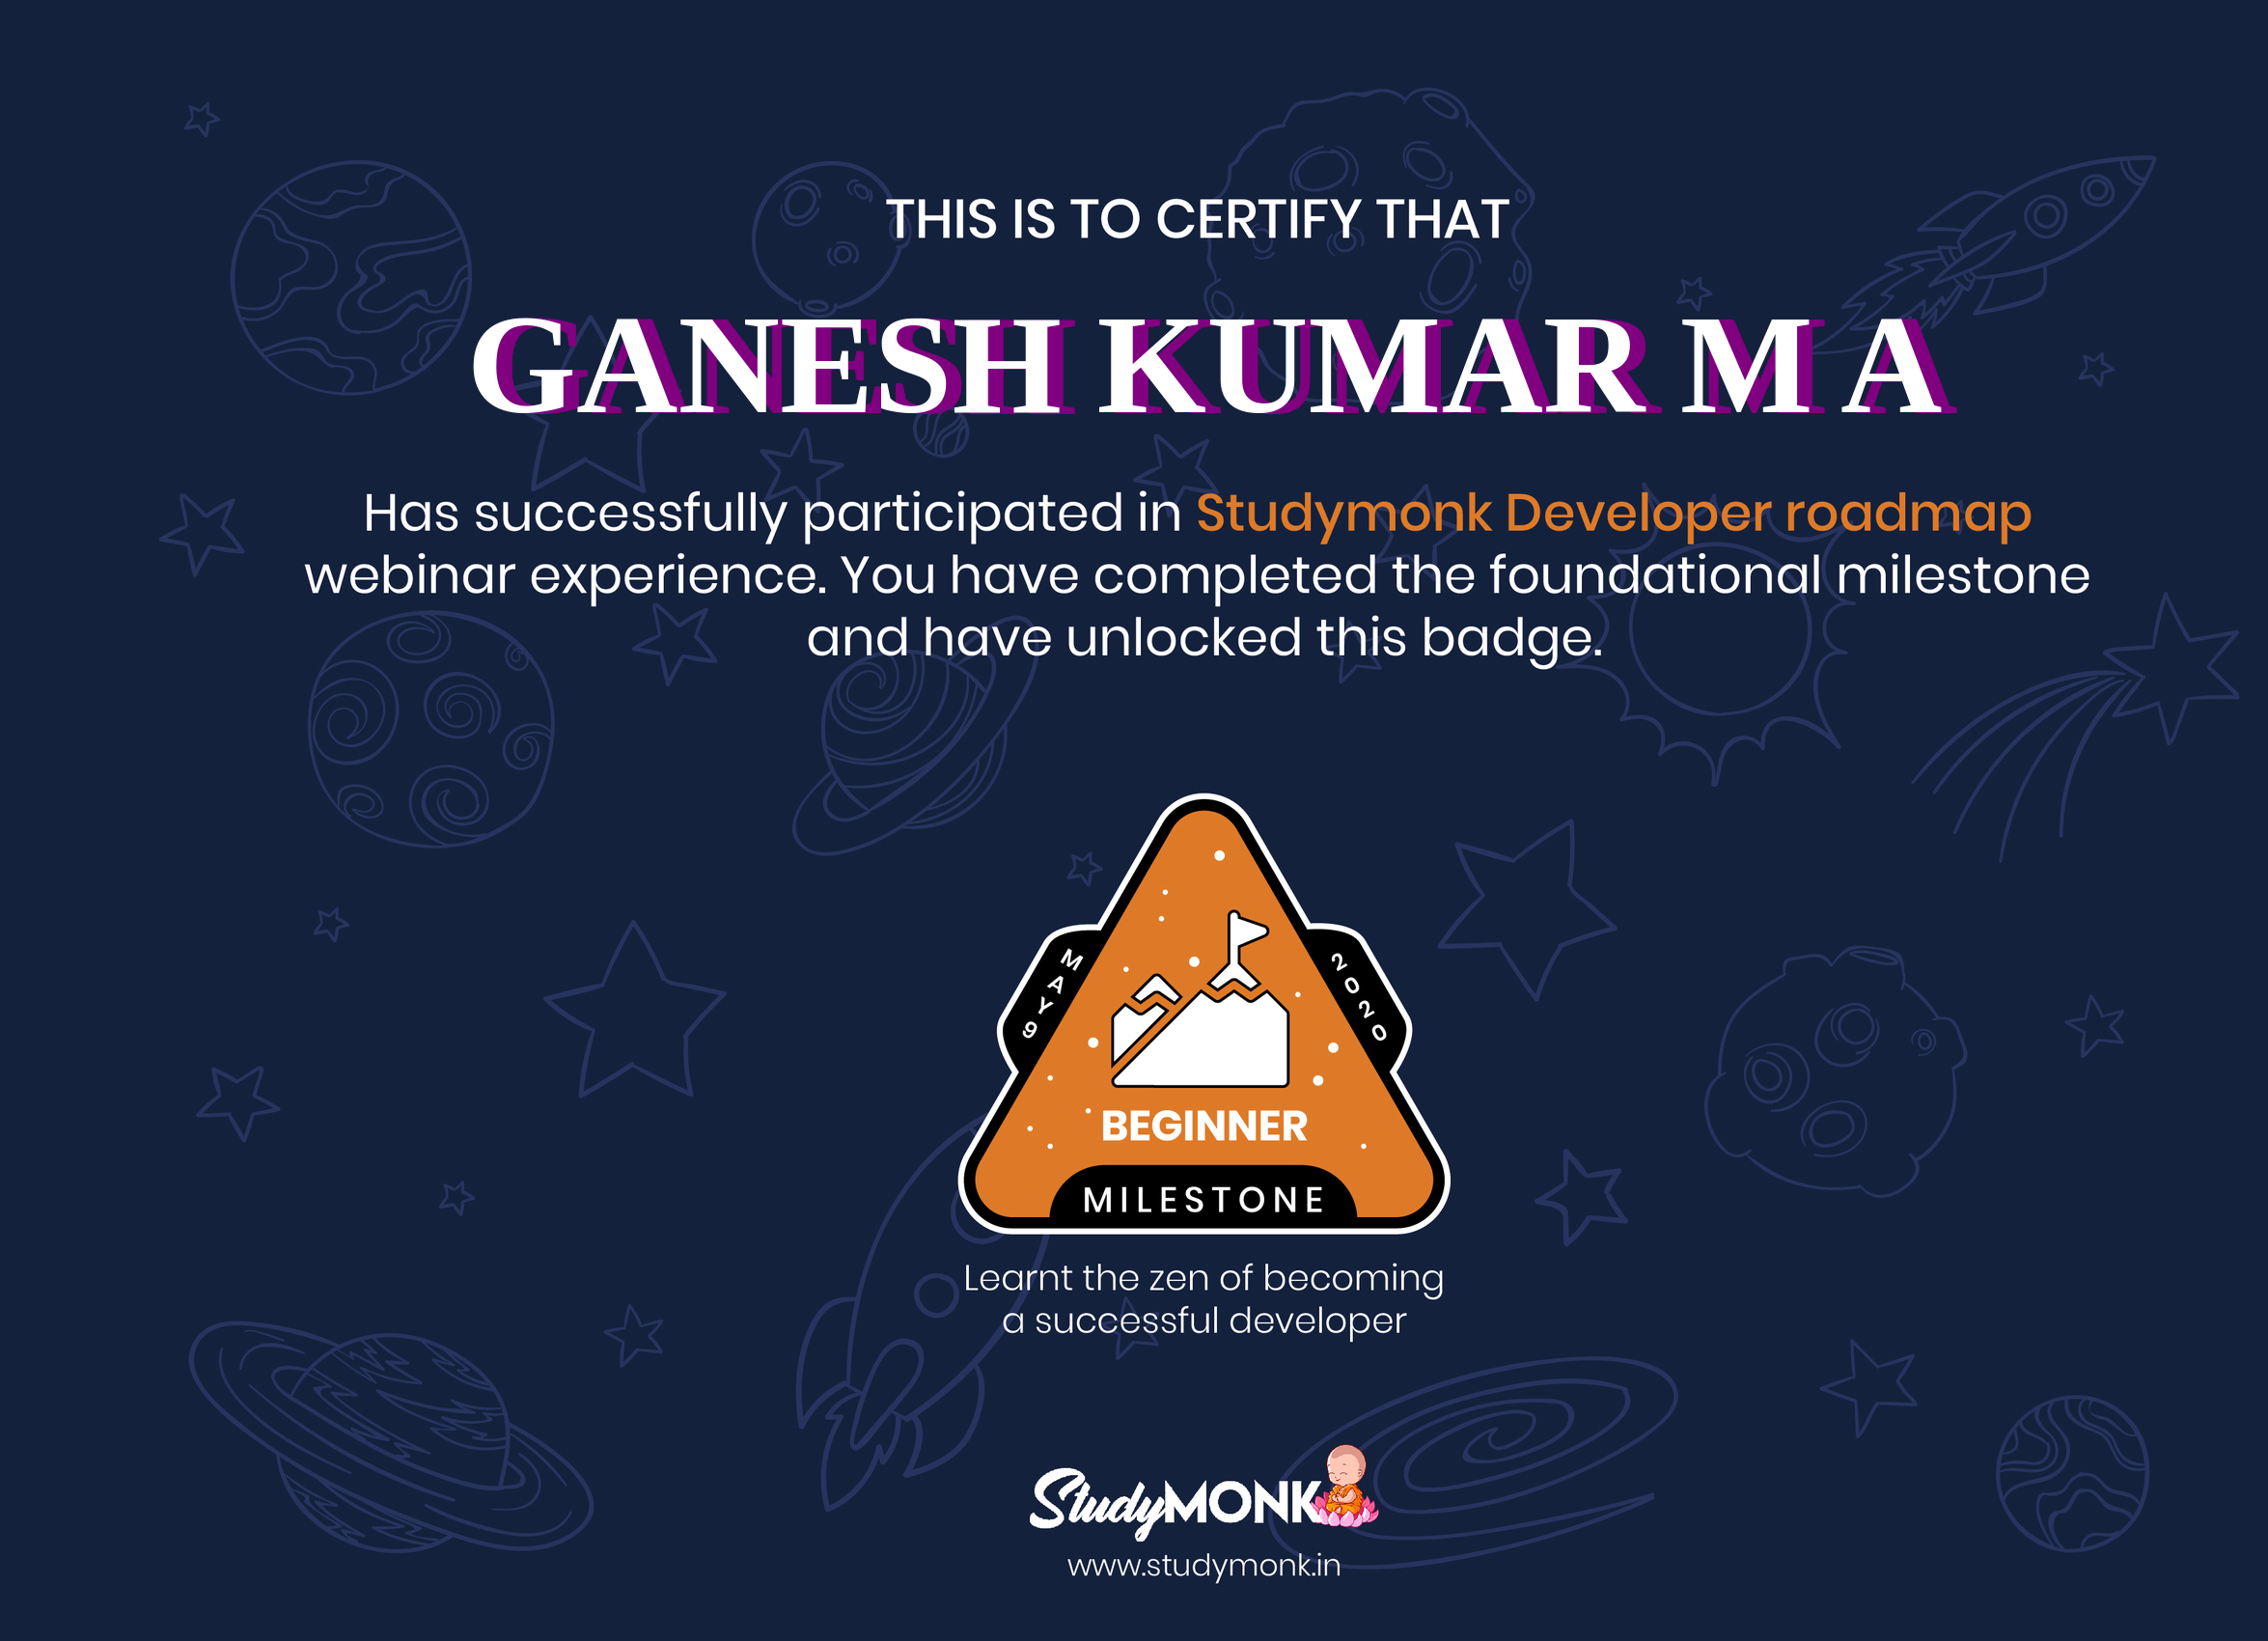 THIS IS TO CERTIFY THAT
GANESH KUMAR M A
Has successfully participated in Studymonk Developer roadmap
webinar experience. You have completed the foundational milestone
and have unlocked this badge.
MAY 9
2020
BEGINNER
MILESTONE
Learnt the zen of becoming
a successful developer
StudyMONK
www.studymonk.in